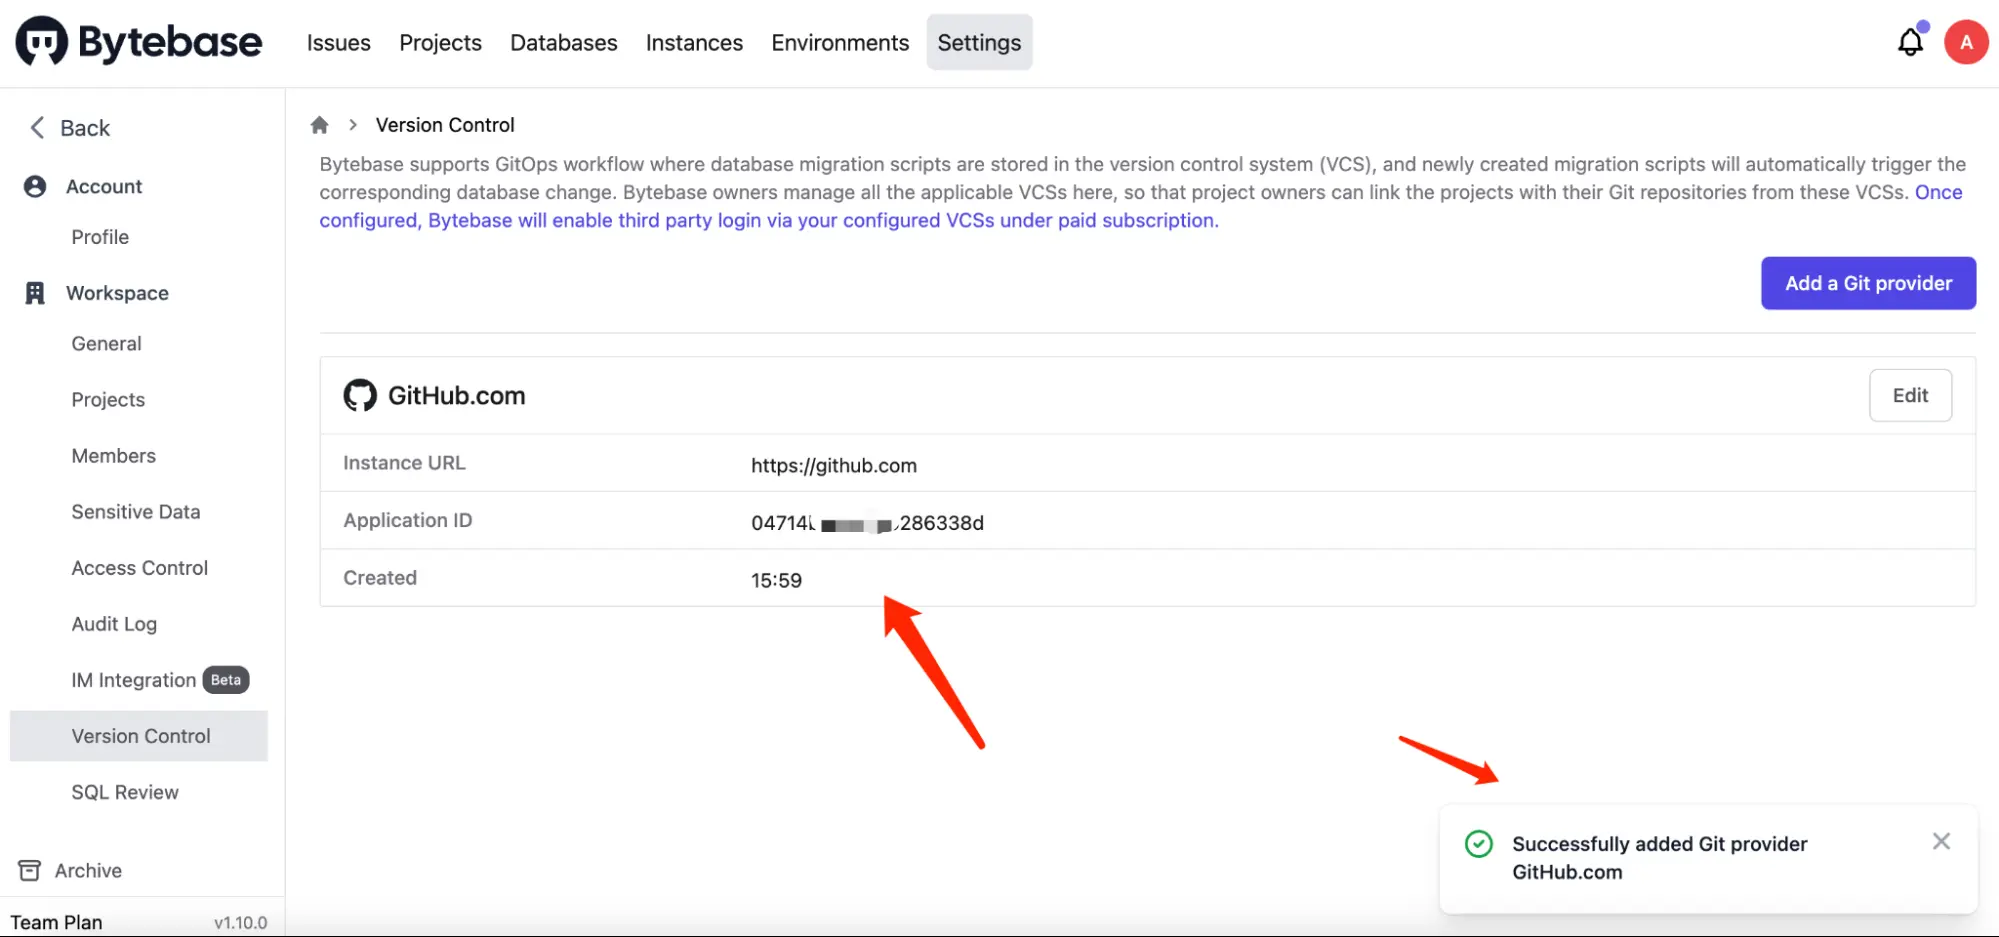 Bytebase Issues Projects Databases Instances Environments Settings A
Back
Account
Profile
Workspace
General
Projects
Members
Sensitive Data
Access Control
Audit Log
IM Integration Beta
Version Control
SQL Review
Archive
Team Plan v1.10.0
Version Control
Bytebase supports GitOps workflow where database migration scripts are stored in the version control system (VCS), and newly created migration scripts will automatically trigger the
corresponding database change. Bytebase owners manage all the applicable VCSs here, so that project owners can link the projects with their Git repositories from these VCSs. Once
configured, Bytebase will enable third party login via your configured VCSs under paid subscription.
Add a Git provider
GitHub.com Edit
Instance URL https://github.com
Application ID 04714 286338d
Created 15:59
Successfully added Git provider
GitHub.com